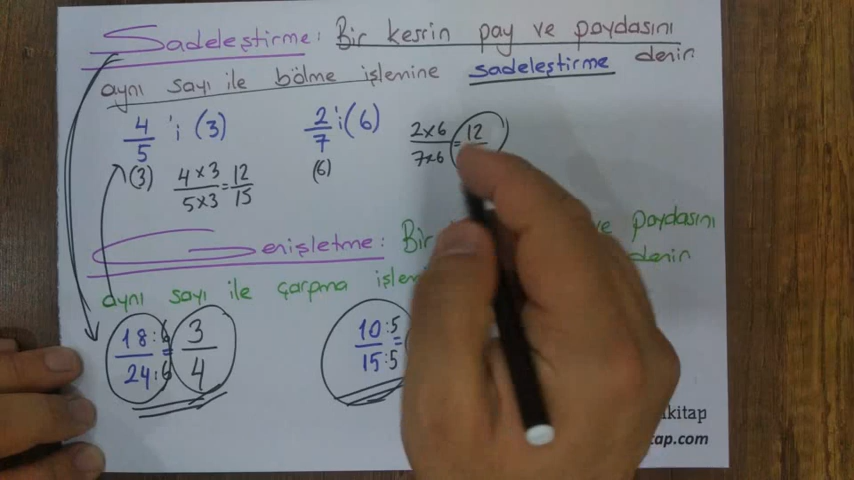 Sadeleştirme: Bir kesrin pay ve paydasını
aynı sayı ile bölme işlemine sadeleştirme denir.
4/5 'i (3) 2/7 'i (6) 2x6/7x6 = 12
(3) 4x3/5x3 = 12/15 (6)
Genişletme: Bir ve paydasını
aynı sayı ile çarpma denir
18:6/24:6 = 3/4 10:5/15:5 =
kitap
tap.com